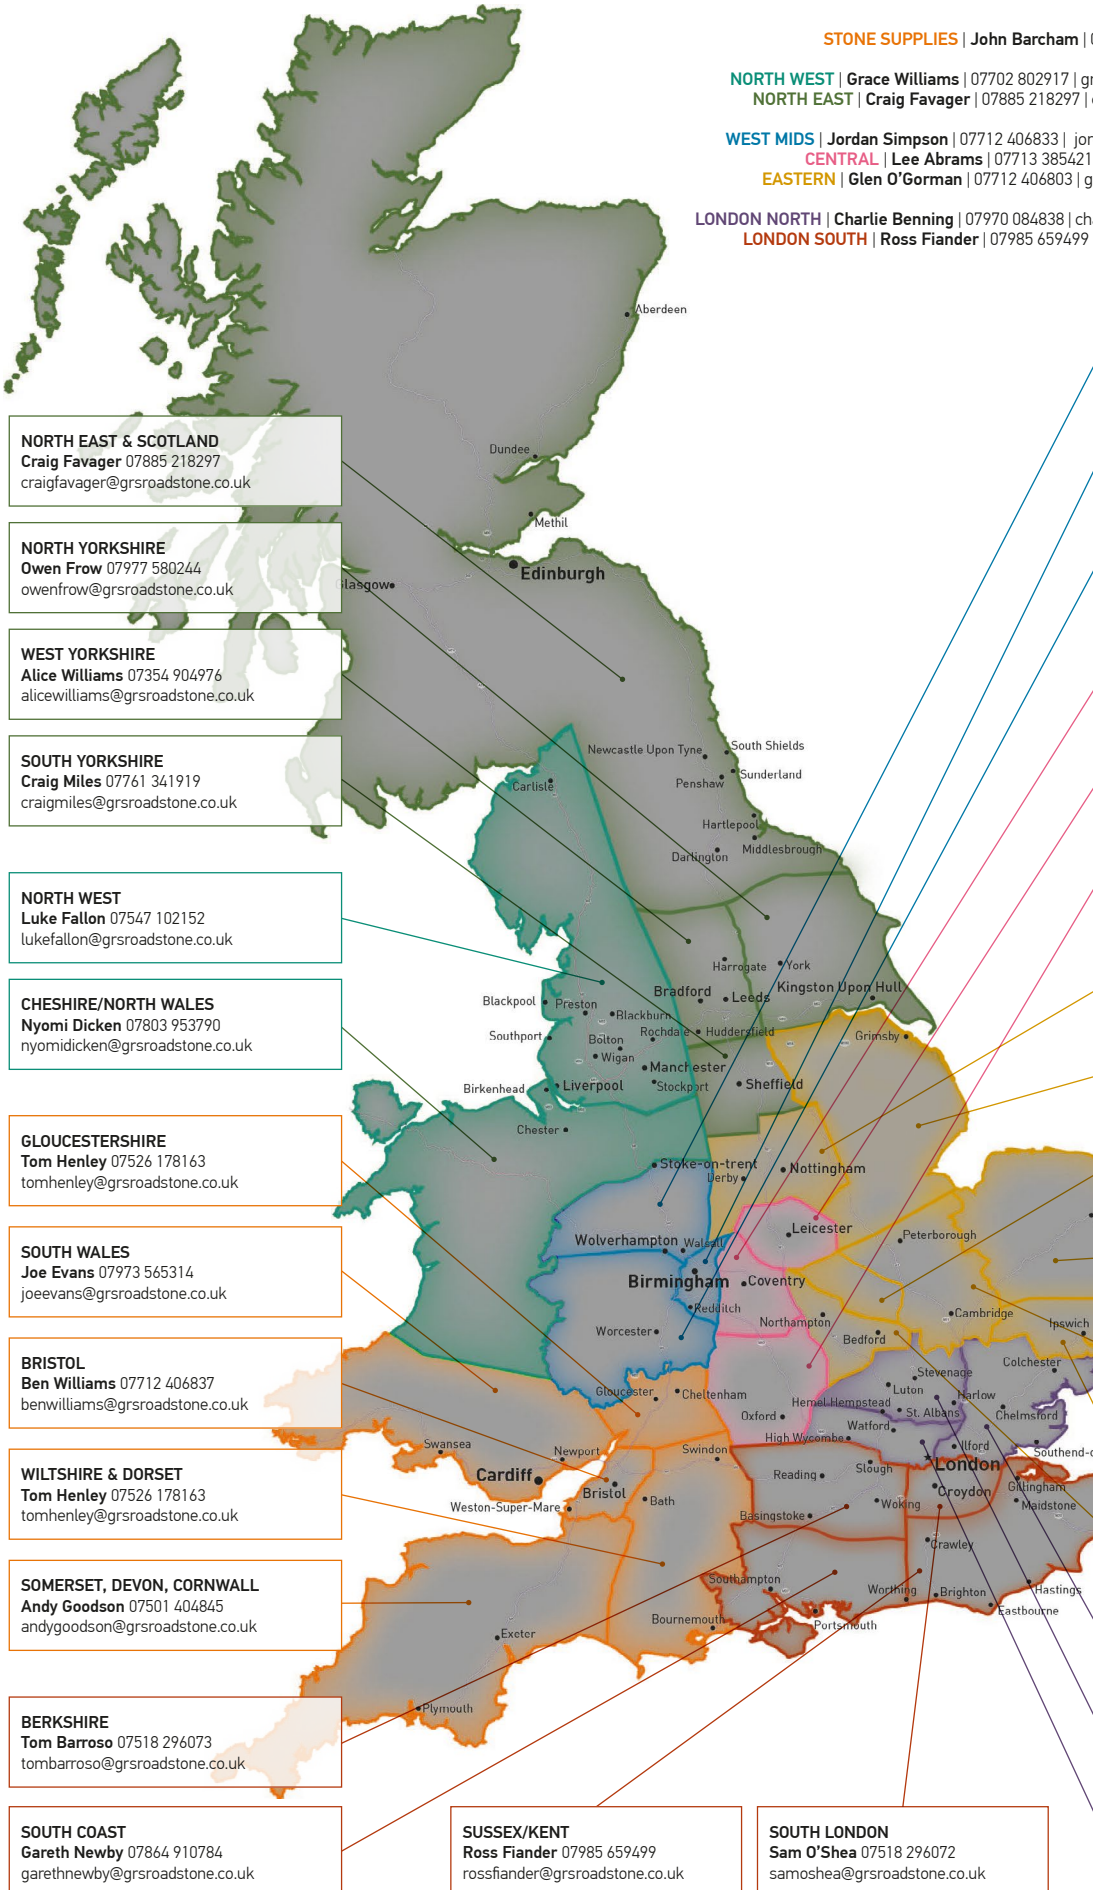 STONE SUPPLIES | John Barcham |
NORTH WEST | Grace Williams | 07702 802917 | gr
NORTH EAST | Craig Favager | 07885 218297 |
WEST MIDS | Jordan Simpson | 07712 406833 | jor
CENTRAL | Lee Abrams | 07713 385421
EASTERN | Glen O'Gorman | 07712 406803 | g
LONDON NORTH | Charlie Benning | 07970 084838 | cha
LONDON SOUTH | Ross Fiander | 07985 659499
Aberdeen
NORTH EAST & SCOTLAND
Craig Favager 07885 218297
craigfavager@grsroadstone.co.uk
Dundee
Methil
NORTH YORKSHIRE
Owen Frow 07977 580244
owenfrow@grsroadstone.co.uk
Edinburgh
Glasgow
WEST YORKSHIRE
Alice Williams 07354 904976
alicewilliams@grsroadstone.co.uk
SOUTH YORKSHIRE
Craig Miles 07761 341919
craigmiles@grsroadstone.co.uk
Newcastle Upon Tyne
South Shields
Sunderland
Penshaw
Carlisle
Hartlepool
Middlesbrough
Darlington
NORTH WEST
Luke Fallon 07547 102152
lukefallon@grsroadstone.co.uk
Harrogate
York
Bradford
Leeds
Kingston Upon Hull
CHESHIRE/NORTH WALES
Nyomi Dicken 07803 953790
nyomidicken@grsroadstone.co.uk
Blackpool
Preston
Blackburn
Southport
Bolton
Rochdale
Huddersfield
Grimsby
Wigan
Manchester
Birkenhead
Liverpool
Stockport
Sheffield
Chester
GLOUCESTERSHIRE
Tom Henley 07526 178163
tomhenley@grsroadstone.co.uk
Stoke-on-trent
Derby
Nottingham
SOUTH WALES
Joe Evans 07973 565314
joeevans@grsroadstone.co.uk
Leicester
Wolverhampton
Walsall
Peterborough
Birmingham
Coventry
Redditch
Northampton
Cambridge
Worcester
Bedford
Ipswich
BRISTOL
Ben Williams 07712 406837
benwilliams@grsroadstone.co.uk
Colchester
Stevenage
Gloucester
Cheltenham
Luton
Harlow
Hemel Hempstead
St. Albans
Chelmsford
Oxford
Watford
High Wycombe
Ilford
Southend-o
WILTSHIRE & DORSET
Tom Henley 07526 178163
tomhenley@grsroadstone.co.uk
Swansea
Newport
Swindon
Cardiff
Slough
London
Reading
Bristol
Bath
Croydon
Gillingham
Weston-Super-Mare
Woking
Maidstone
Basingstoke
Crawley
SOMERSET, DEVON, CORNWALL
Andy Goodson 07501 404845
andygoodson@grsroadstone.co.uk
Southampton
Worthing
Brighton
Hastings
Eastbourne
Bournemouth
Portsmouth
Exeter
Plymouth
BERKSHIRE
Tom Barroso 07518 296073
tombarroso@grsroadstone.co.uk
SOUTH COAST
Gareth Newby 07864 910784
garethnewby@grsroadstone.co.uk
SUSSEX/KENT
Ross Fiander 07985 659499
rossfiander@grsroadstone.co.uk
SOUTH LONDON
Sam O'Shea 07518 296072
samoshea@grsroadstone.co.uk